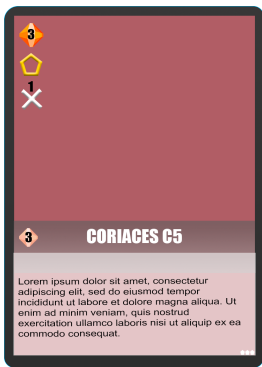 3
1
3 CORIACES C5
Lorem ipsum dolor sit amet, consectetur
adipiscing elit, sed do eiusmod tempor
incididunt ut labore et dolore magna aliqua. Ut
enim ad minim veniam, quis nostrud
exercitation ullamco laboris nisi ut aliquip ex ea
commodo consequat.